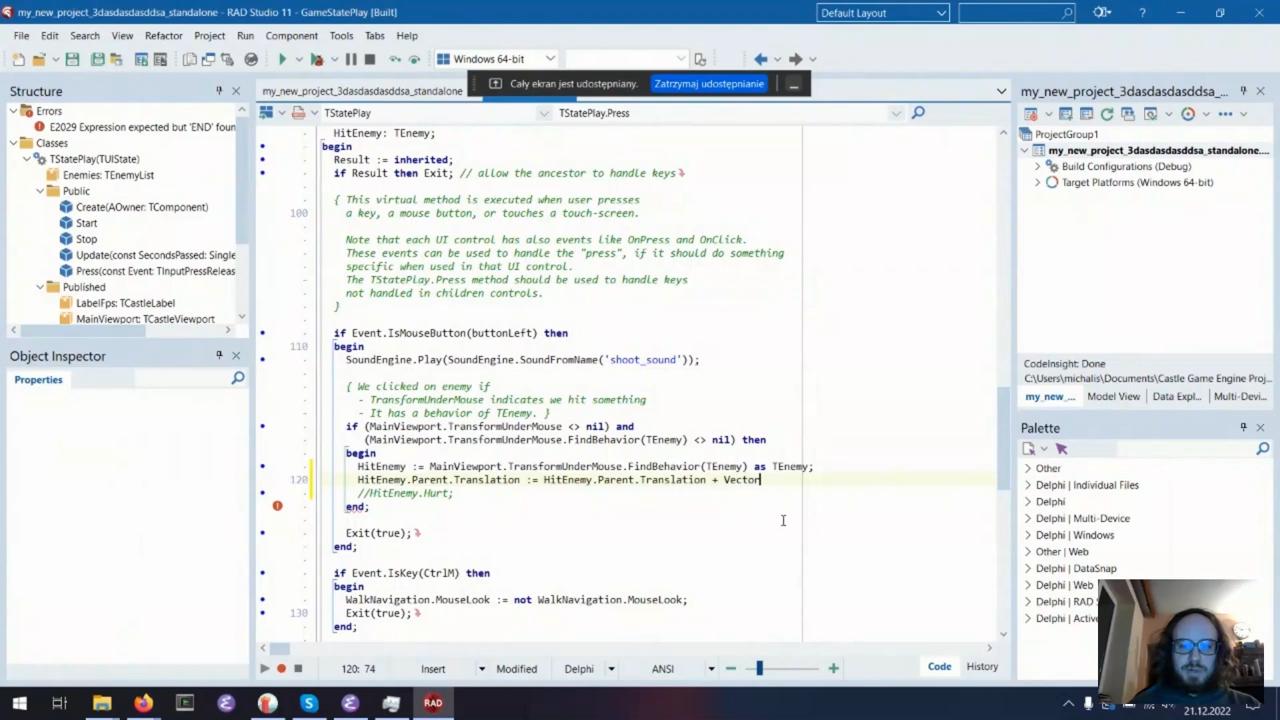 my_new_project_3dasdasdasddsa_standalone - RAD Studio 11 - GameStatePlay [Built]
Default Layout
File Edit Search View Refactor Project Run Component Tools Tabs Help
Windows 64-bit
Cały ekran jest udostępniany. Zatrzymaj udostępnianie
Structure
Errors
E2029 Expression expected but 'END' foun
Classes
TStatePlay(TUIState)
Enemies: TEnemyList
Public
Create(AOwner: TComponent)
Start
Stop
Update(const SecondsPassed: Single
Press(const Event: TInputPressReleas
Published
LabelFps: TCastleLabel
MainViewport: TCastleViewport
Object Inspector
Properties
my_new_project_3dasdasdasddsa_standalone
TStatePlay
TStatePlay.Press
HitEnemy: TEnemy;
begin
Result := inherited;
if Result then Exit; // allow the ancestor to handle keys
{ This virtual method is executed when user presses
100 a key, a mouse button, or touches a touch-screen.
Note that each UI control has also events like OnPress and OnClick.
These events can be used to handle the "press", if it should do something
specific when used in that UI control.
The TStatePlay.Press method should be used to handle keys
not handled in children controls.
}
if Event.IsMouseButton(buttonLeft) then
110 begin
SoundEngine.Play(SoundEngine.SoundFromName('shoot_sound'));
{ We clicked on enemy if
- TransformUnderMouse indicates we hit something
- It has a behavior of TEnemy. }
if (MainViewport.TransformUnderMouse <> nil) and
(MainViewport.TransformUnderMouse.FindBehavior(TEnemy) <> nil) then
begin
HitEnemy := MainViewport.TransformUnderMouse.FindBehavior(TEnemy) as TEnemy;
120 HitEnemy.Parent.Translation := HitEnemy.Parent.Translation + Vector
//HitEnemy.Hurt;
end;
Exit(true);
end;
if Event.IsKey(CtrlM) then
begin
WalkNavigation.MouseLook := not WalkNavigation.MouseLook;
130 Exit(true);
end;
120: 74 Insert Modified Delphi ANSI Code History
my_new_project_3dasdasdasddsa_...
ProjectGroup1
my_new_project_3dasdasdasddsa_standalone....
Build Configurations (Debug)
Target Platforms (Windows 64-bit)
CodeInsight: Done
C:\Users\michalis\Documents\Castle Game Engine Proj...
my_new_... Model View Data Expl... Multi-Devi...
Palette
Other
Delphi | Individual Files
Delphi
Delphi | Multi-Device
Delphi | Windows
Other | Web
Delphi | DataSnap
Delphi | Web
Delphi | RAD S
Delphi | Active
RAD
21.12.2022